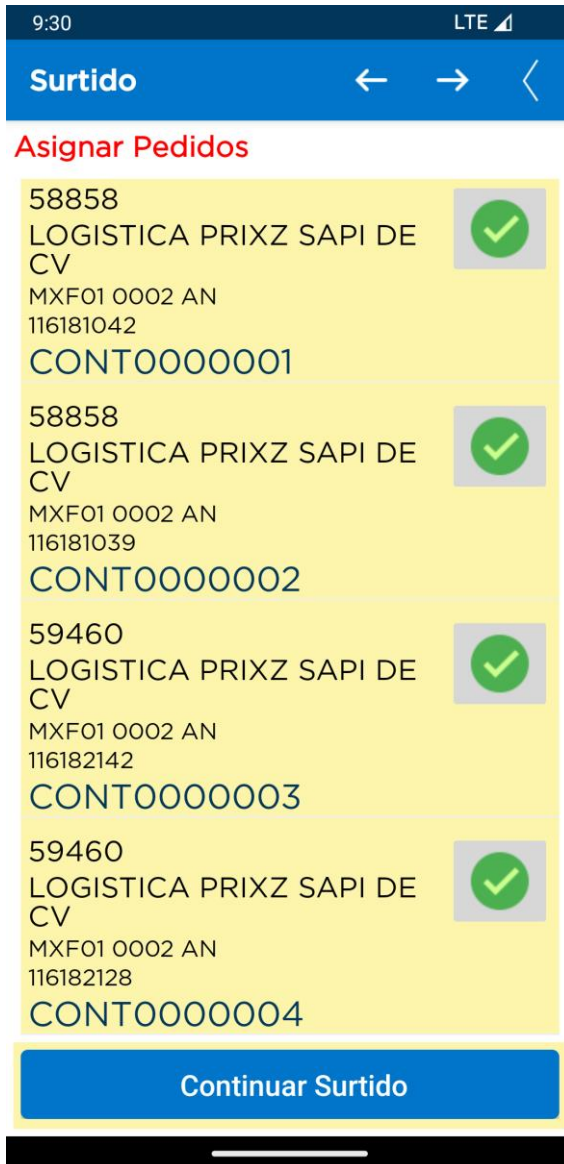 9:30 LTE
Surtido
Asignar Pedidos
58858
LOGISTICA PRIXZ SAPI DE
CV
MXF01 0002 AN
116181042
CONT0000001
58858
LOGISTICA PRIXZ SAPI DE
CV
MXF01 0002 AN
116181039
CONT0000002
59460
LOGISTICA PRIXZ SAPI DE
CV
MXF01 0002 AN
116182142
CONT0000003
59460
LOGISTICA PRIXZ SAPI DE
CV
MXF01 0002 AN
116182128
CONT0000004
Continuar Surtido